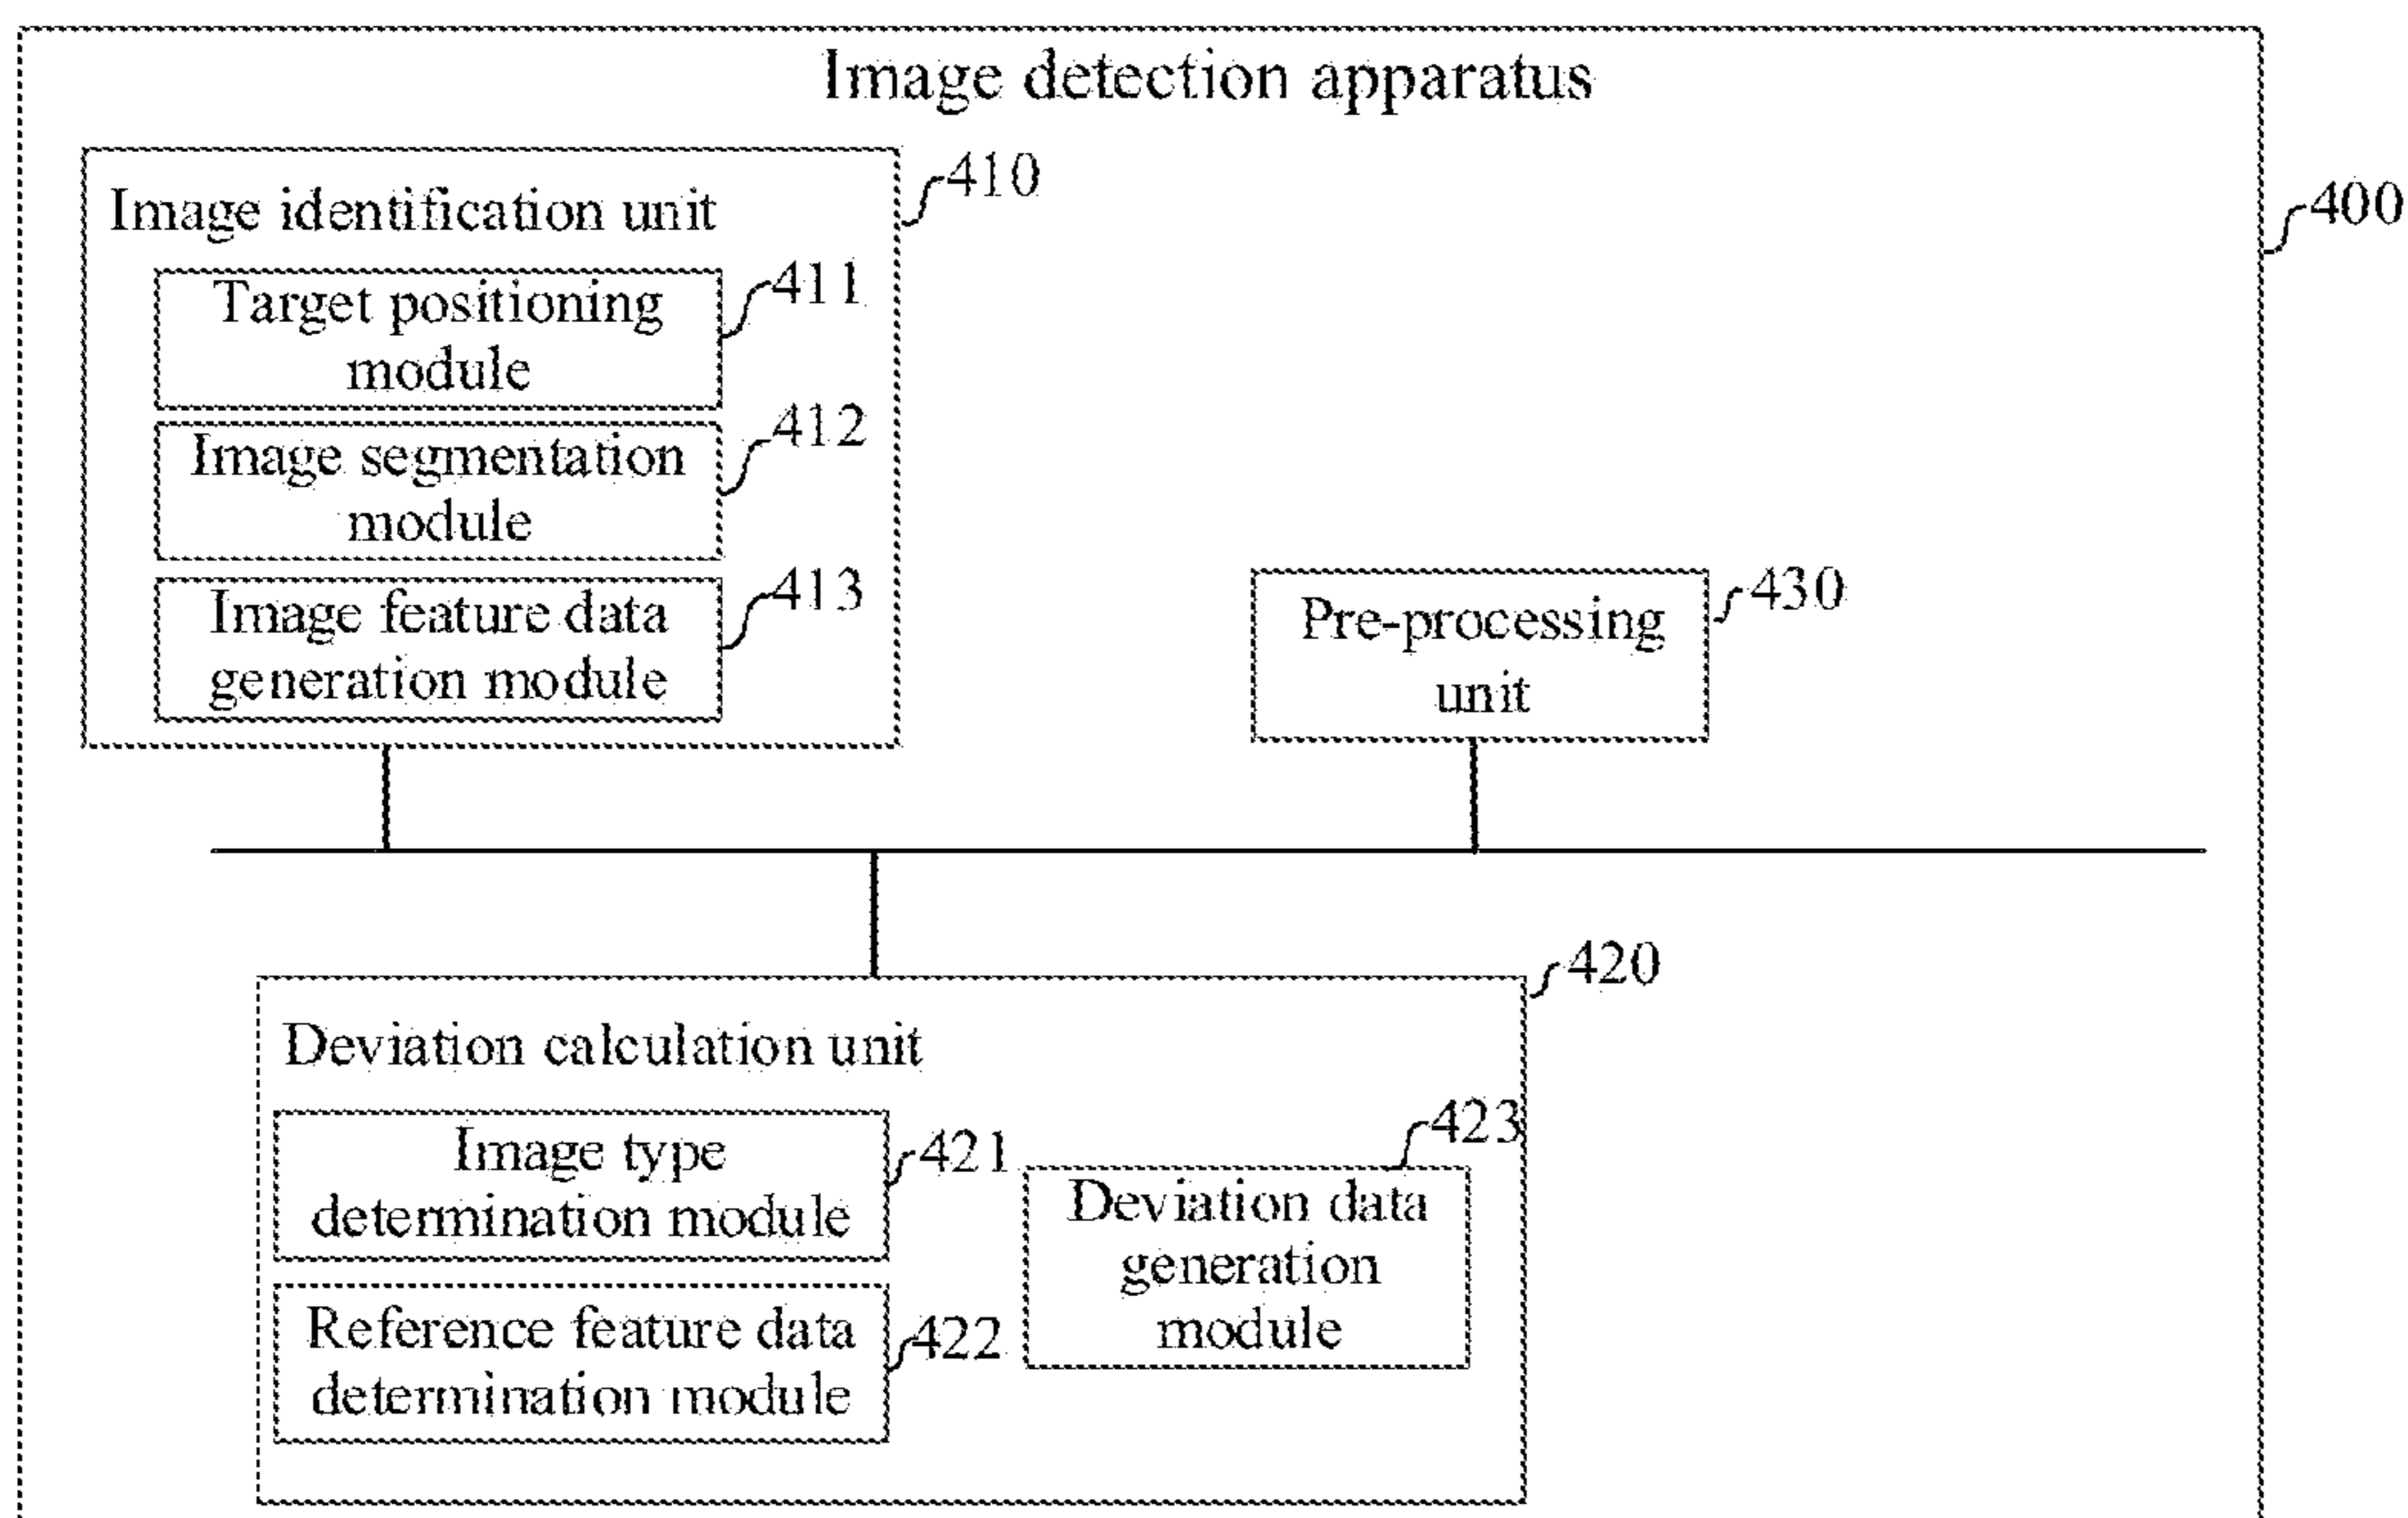 Image detection apparatus
410
Image identification unit
400
411
Target positioning
module
412
Image segmentation
module
413
Image feature data
generation module
430
Pre-processing
unit
420
Deviation calculation unit
421
Image type
determination module
422
Reference feature data
determination module
423
Deviation data
generation
module